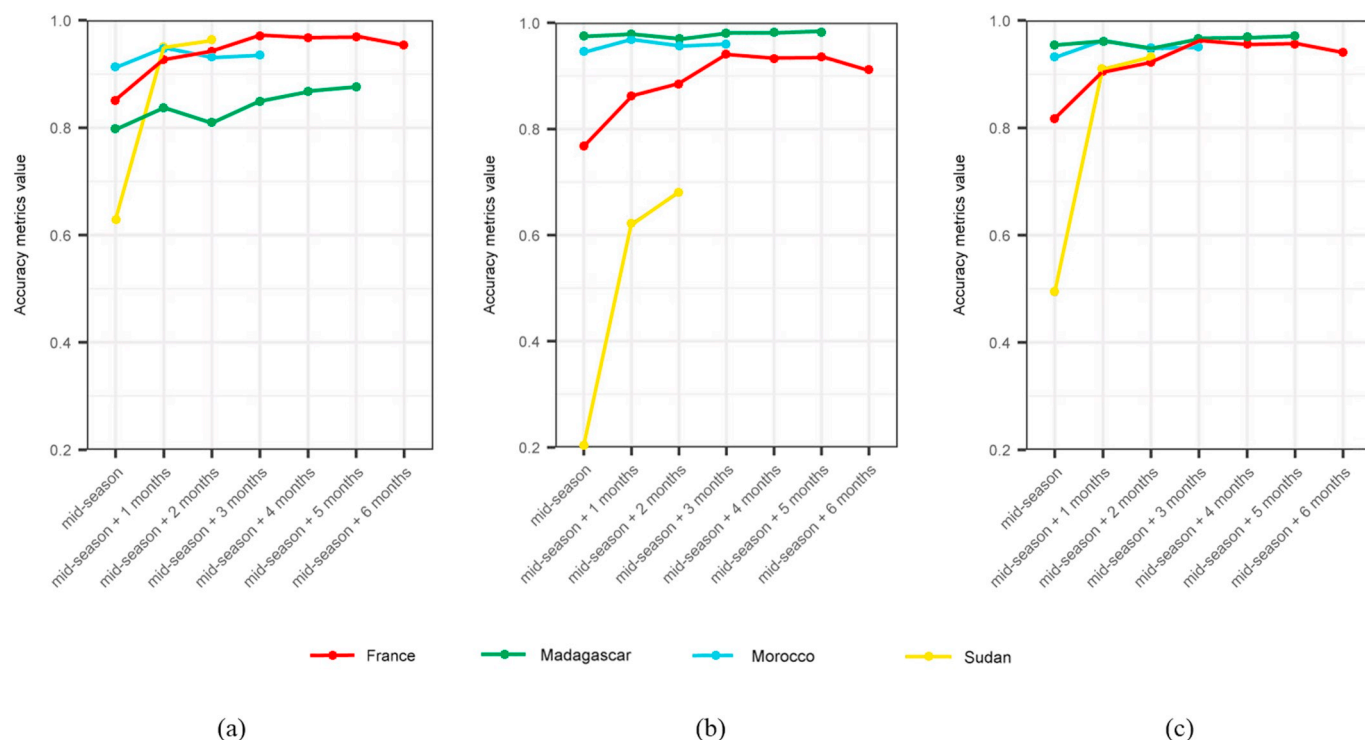 Accuracy metrics value
1.0
0.8
0.6
0.4
0.2
mid-season
mid-season + 1 months
mid-season + 2 months
mid-season + 3 months
mid-season + 4 months
mid-season + 5 months
mid-season + 6 months
Accuracy metrics value
1.0
0.8
0.6
0.4
0.2
mid-season
mid-season + 1 months
mid-season + 2 months
mid-season + 3 months
mid-season + 4 months
mid-season + 5 months
mid-season + 6 months
Accuracy metrics value
1.0
0.8
0.6
0.4
0.2
mid-season
mid-season + 1 months
mid-season + 2 months
mid-season + 3 months
mid-season + 4 months
mid-season + 5 months
mid-season + 6 months
France Madagascar Morocco Sudan
(a) (b) (c)